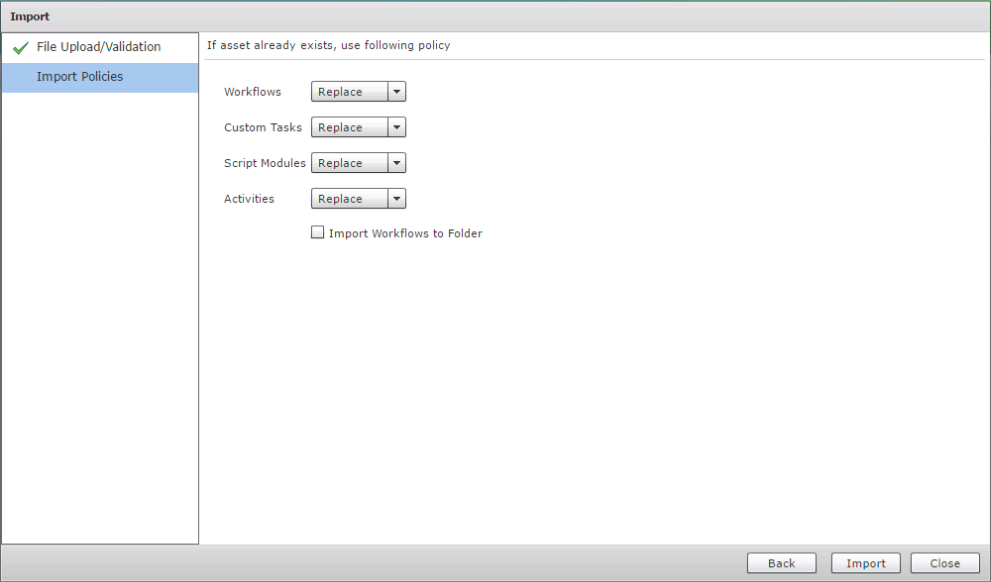 Import
File Upload/Validation
Import Policies
If asset already exists, use following policy
Workflows Replace
Custom Tasks Replace
Script Modules Replace
Activities Replace
Import Workflows to Folder
Back Import Close